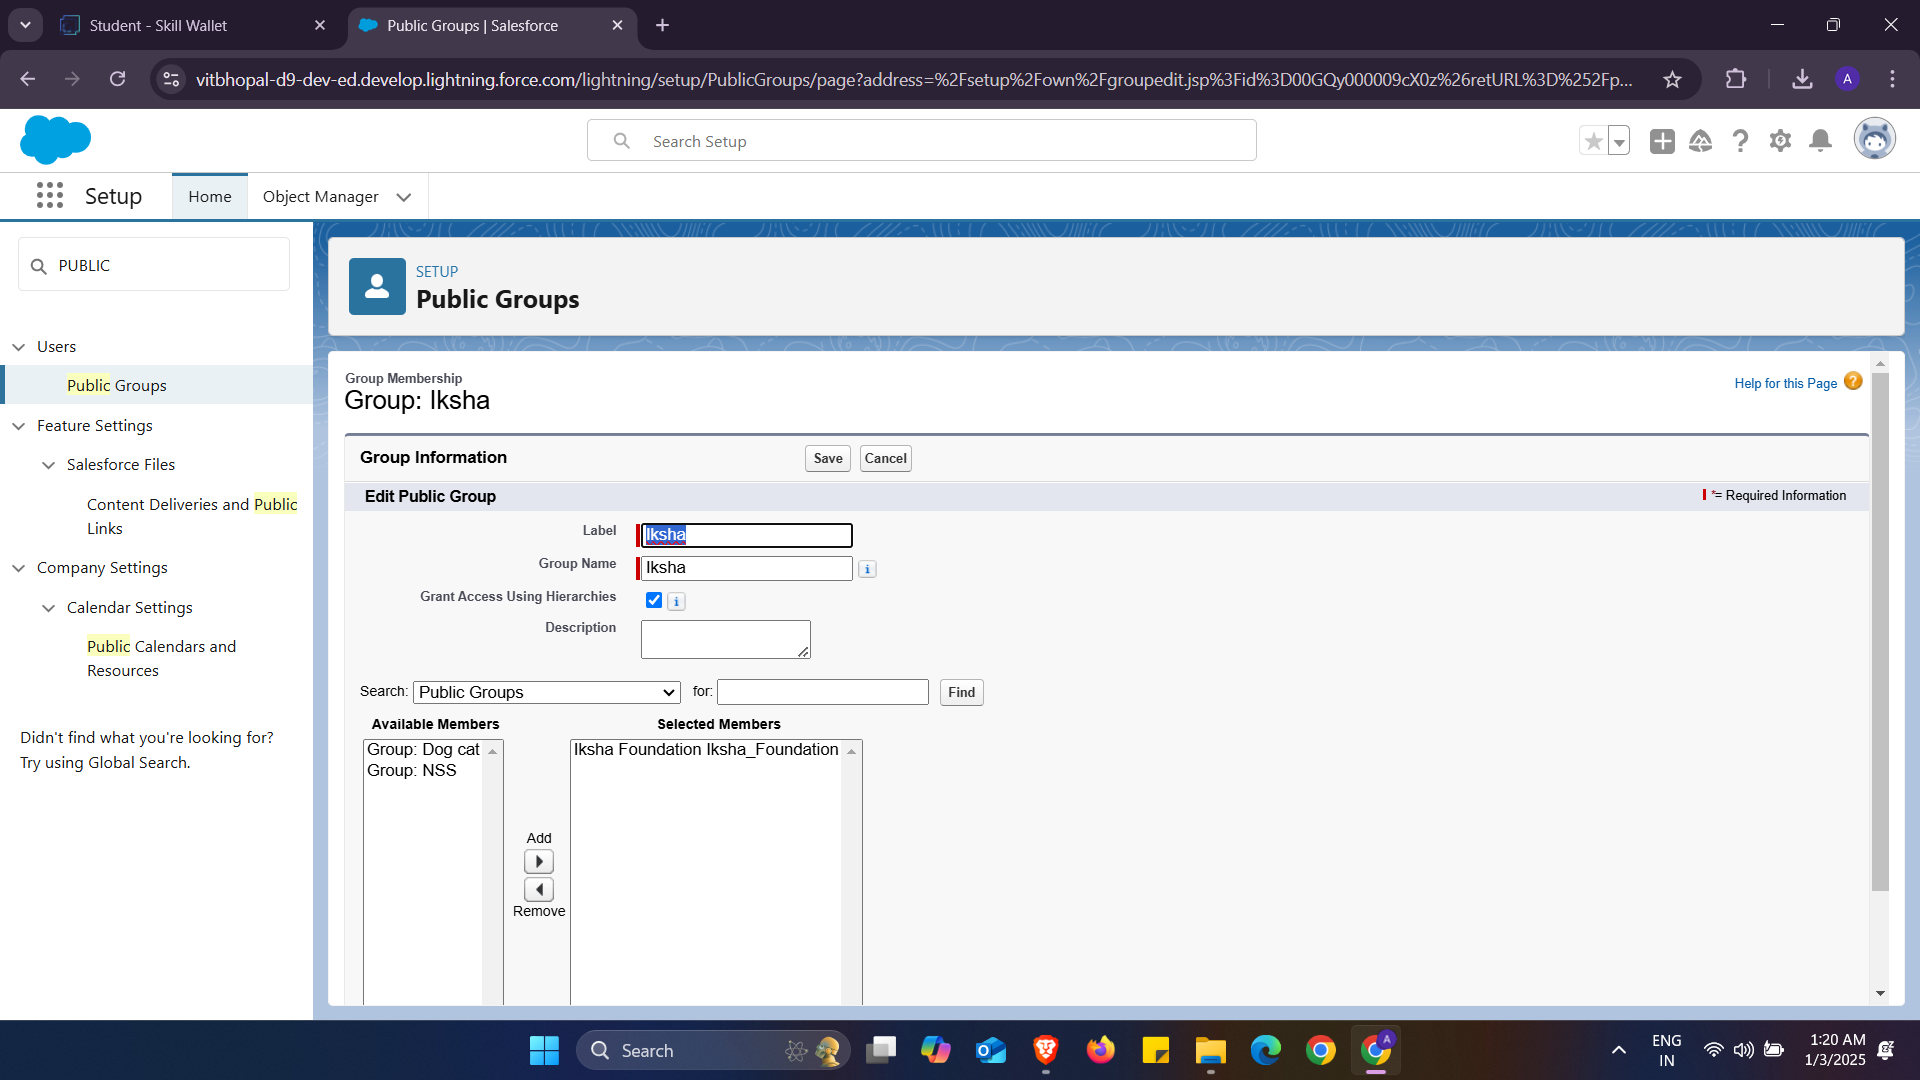 Student - Skill Wallet
Public Groups | Salesforce
vitbhopal-d9-dev-ed.develop.lightning.force.com/lightning/setup/PublicGroups/page?address=%2Fsetup%2Fown%2Fgroupedit.jsp%3Fid%3D00GQy000009cX0z%26retURL%3D%252Fp...
A
Search Setup
Setup
Home
Object Manager
PUBLIC
Users
Public Groups
Feature Settings
Salesforce Files
Content Deliveries and Public
Links
Company Settings
Calendar Settings
Public Calendars and
Resources
Didn't find what you're looking for?
Try using Global Search.
SETUP
Public Groups
Group Membership
Group: Iksha
Help for this Page ?
Group Information
Save
Cancel
Edit Public Group
*= Required Information
Label
Iksha
Group Name
Iksha
i
Grant Access Using Hierarchies
i
Description
Search: Public Groups
for:
Find
Available Members
Selected Members
Group: Dog cat
Group: NSS
Iksha Foundation Iksha_Foundation
Add
Remove
Search
A
ENG
IN
1:20 AM
1/3/2025